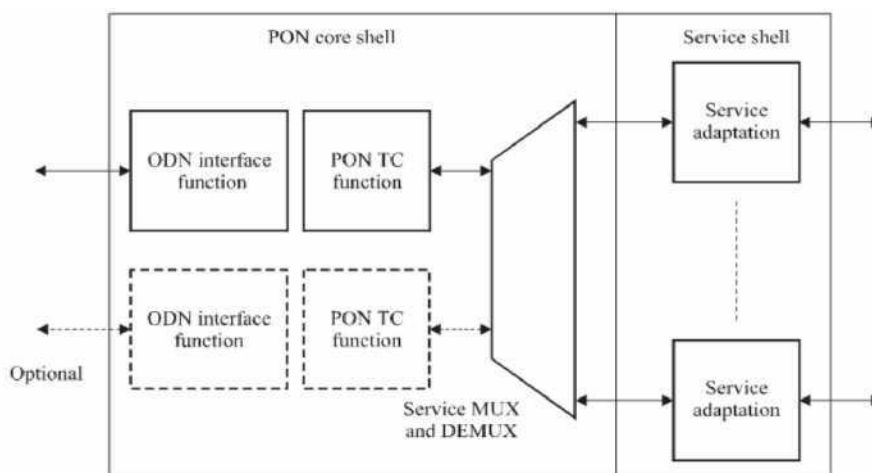 PON core shell
Service shell
ODN interface
function
PON TC
function
Service
adaptation
ODN interface
function
PON TC
function
Optional
Service MUX
and DEMUX
Service
adaptation